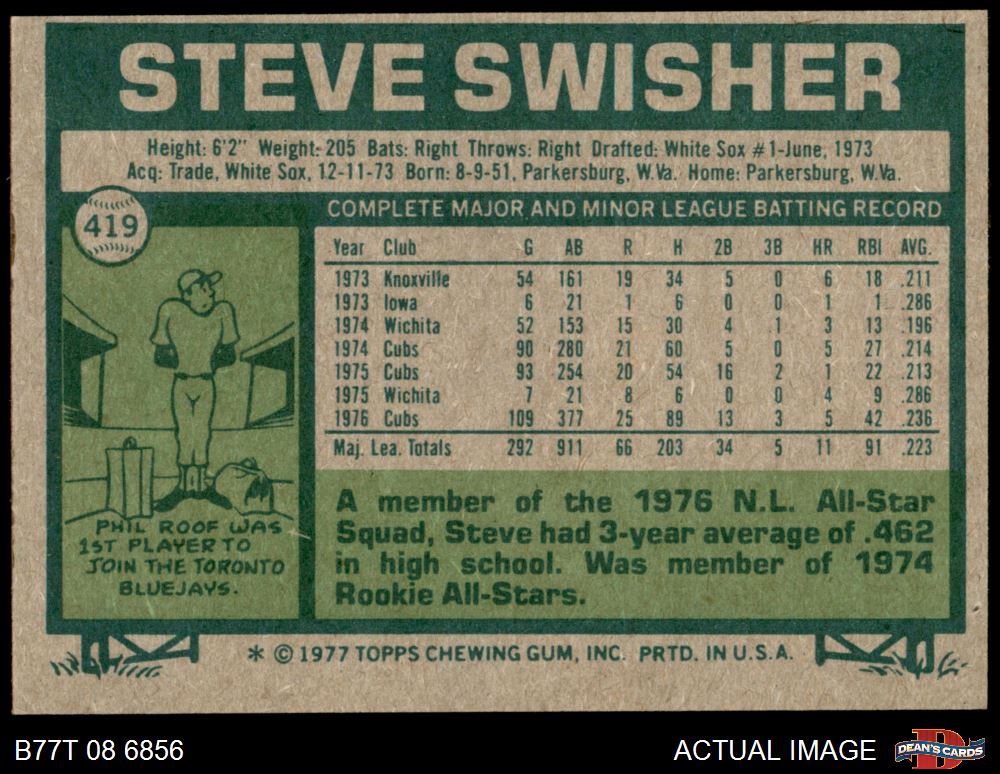 STEVE SWISHER
Height: 6'2" Weight: 205 Bats: Right Throws: Right Drafted: White Sox #1-June, 1973
Acq: Trade, White Sox, 12-11-73 Born: 8-9-51, Parkersburg, W.Va. Home: Parkersburg, W.Va.
419
COMPLETE MAJOR AND MINOR LEAGUE BATTING RECORD
Year Club G AB R H 2B 3B HR RBI AVG.
1973 Knoxville 54 161 19 34 5 0 6 18 .211
1973 Iowa 6 21 1 6 0 0 1 1 .286
1974 Wichita 52 153 15 30 4 1 3 13 .196
1974 Cubs 90 280 21 60 5 0 5 27 .214
1975 Cubs 93 254 20 54 16 2 1 22 .213
1975 Wichita 7 21 8 6 0 0 4 9 .286
1976 Cubs 109 377 25 89 13 3 5 42 .236
Maj. Lea. Totals 292 911 66 203 34 5 11 91 .223
PHIL ROOF WAS
1ST PLAYER TO
JOIN THE TORONTO
BLUEJAYS.
A member of the 1976 N.L. All-Star
Squad, Steve had 3-year average of .462
in high school. Was member of 1974
Rookie All-Stars.
* © 1977 TOPPS CHEWING GUM, INC. PRTD. IN U.S.A.
B77T 08 6856
ACTUAL IMAGE
DEAN'S CARDS